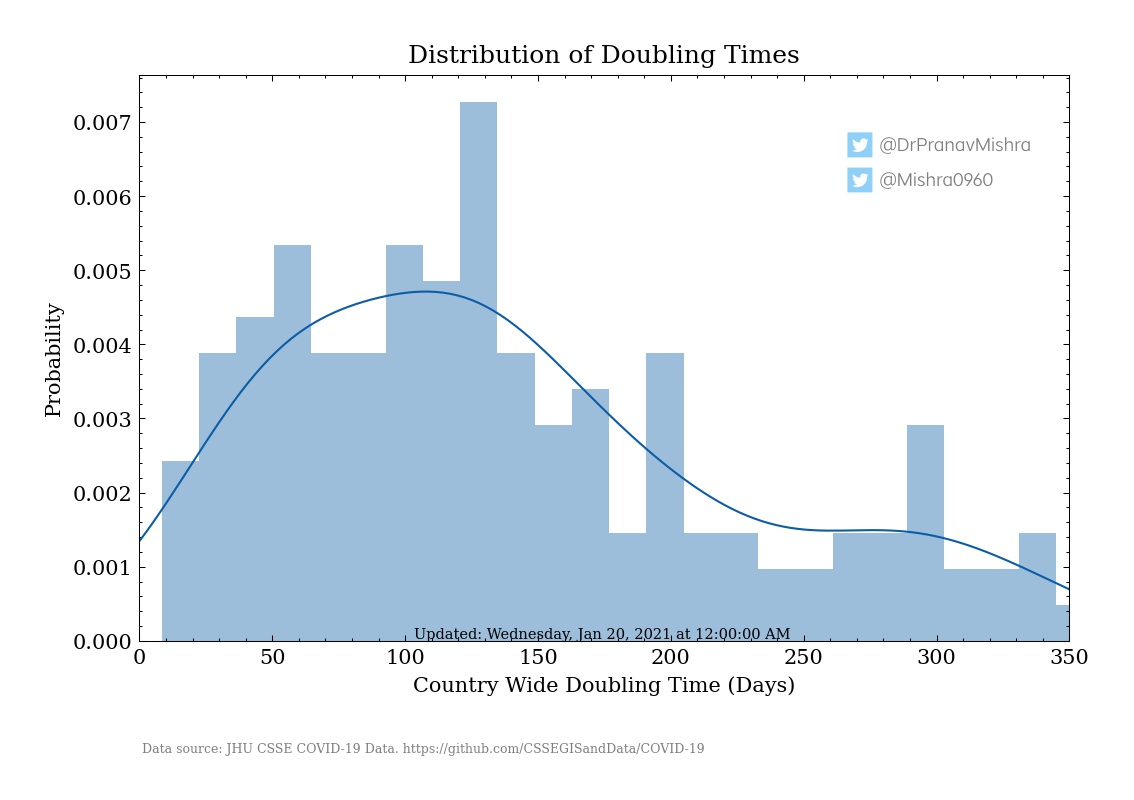 Distribution of Doubling Times
0.007
0.006
0.005
0.004
0.003
0.002
0.001
0.000
Probability
@DrPranavMishra
@Mishra0960
Updated: Wednesday, Jan 20, 2021 at 12:00:00 AM
0 50 100 150 200 250 300 350
Country Wide Doubling Time (Days)
Data source: JHU CSSE COVID-19 Data. https://github.com/CSSEGISandData/COVID-19